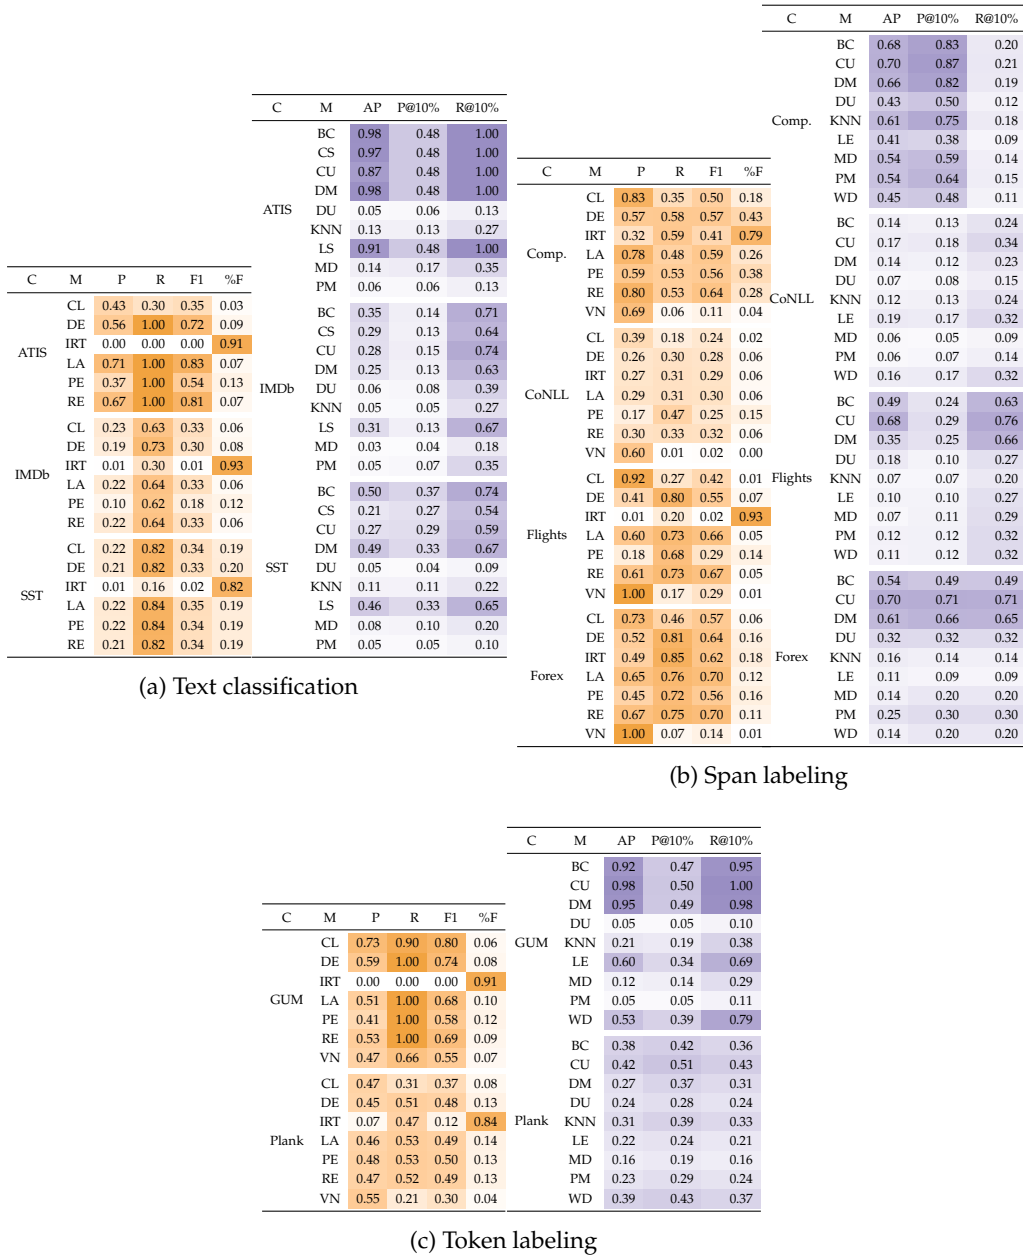 C M P R F1 %F
ATIS
CL 0.43 0.30 0.35 0.03
DE 0.56 1.00 0.72 0.09
IRT 0.00 0.00 0.00 0.91
LA 0.71 1.00 0.83 0.07
PE 0.37 1.00 0.54 0.13
RE 0.67 1.00 0.81 0.07
IMDb
CL 0.23 0.63 0.33 0.06
DE 0.19 0.73 0.30 0.08
IRT 0.01 0.30 0.01 0.93
LA 0.22 0.64 0.33 0.06
PE 0.10 0.62 0.18 0.12
RE 0.22 0.64 0.33 0.06
SST
CL 0.22 0.82 0.34 0.19
DE 0.21 0.82 0.33 0.20
IRT 0.01 0.16 0.02 0.82
LA 0.22 0.84 0.35 0.19
PE 0.22 0.84 0.34 0.19
RE 0.21 0.82 0.34 0.19
C M AP P@10% R@10%
ATIS
BC 0.98 0.48 1.00
CS 0.97 0.48 1.00
CU 0.87 0.48 1.00
DM 0.98 0.48 1.00
DU 0.05 0.06 0.13
KNN 0.13 0.13 0.27
LS 0.91 0.48 1.00
MD 0.14 0.17 0.35
PM 0.06 0.06 0.13
IMDb
BC 0.35 0.14 0.71
CS 0.29 0.13 0.64
CU 0.28 0.15 0.74
DM 0.25 0.13 0.63
DU 0.06 0.08 0.39
KNN 0.05 0.05 0.27
LS 0.31 0.13 0.67
MD 0.03 0.04 0.18
PM 0.05 0.07 0.35
SST
BC 0.50 0.37 0.74
CS 0.21 0.27 0.54
CU 0.27 0.29 0.59
DM 0.49 0.33 0.67
DU 0.05 0.04 0.09
KNN 0.11 0.11 0.22
LS 0.46 0.33 0.65
MD 0.08 0.10 0.20
PM 0.05 0.05 0.10
(a) Text classification
C M P R F1 %F
Comp.
CL 0.83 0.35 0.50 0.18
DE 0.57 0.58 0.57 0.43
IRT 0.32 0.59 0.41 0.79
LA 0.78 0.48 0.59 0.26
PE 0.59 0.53 0.56 0.38
RE 0.80 0.53 0.64 0.28
VN 0.69 0.06 0.11 0.04
CoNLL
CL 0.39 0.18 0.24 0.02
DE 0.26 0.30 0.28 0.06
IRT 0.27 0.31 0.29 0.06
LA 0.29 0.31 0.30 0.06
PE 0.17 0.47 0.25 0.15
RE 0.30 0.33 0.32 0.06
VN 0.60 0.01 0.02 0.00
Flights
CL 0.92 0.27 0.42 0.01
DE 0.41 0.80 0.55 0.07
IRT 0.01 0.20 0.02 0.93
LA 0.60 0.73 0.66 0.05
PE 0.18 0.68 0.29 0.14
RE 0.61 0.73 0.67 0.05
VN 1.00 0.17 0.29 0.01
Forex
CL 0.73 0.46 0.57 0.06
DE 0.52 0.81 0.64 0.16
IRT 0.49 0.85 0.62 0.18
LA 0.65 0.76 0.70 0.12
PE 0.45 0.72 0.56 0.16
RE 0.67 0.75 0.70 0.11
VN 1.00 0.07 0.14 0.01
C M AP P@10% R@10%
Comp.
BC 0.68 0.83 0.20
CU 0.70 0.87 0.21
DM 0.66 0.82 0.19
DU 0.43 0.50 0.12
KNN 0.61 0.75 0.18
LE 0.41 0.38 0.09
MD 0.54 0.59 0.14
PM 0.54 0.64 0.15
WD 0.45 0.48 0.11
CoNLL
BC 0.14 0.13 0.24
CU 0.17 0.18 0.34
DM 0.14 0.12 0.23
DU 0.07 0.08 0.15
KNN 0.12 0.13 0.24
LE 0.19 0.17 0.32
MD 0.06 0.05 0.09
PM 0.06 0.07 0.14
WD 0.16 0.17 0.32
Flights
BC 0.49 0.24 0.63
CU 0.68 0.29 0.76
DM 0.35 0.25 0.66
DU 0.18 0.10 0.27
KNN 0.07 0.07 0.20
LE 0.10 0.10 0.27
MD 0.07 0.11 0.29
PM 0.12 0.12 0.32
WD 0.11 0.12 0.32
Forex
BC 0.54 0.49 0.49
CU 0.70 0.71 0.71
DM 0.61 0.66 0.65
DU 0.32 0.32 0.32
KNN 0.16 0.14 0.14
LE 0.11 0.09 0.09
MD 0.14 0.20 0.20
PM 0.25 0.30 0.30
WD 0.14 0.20 0.20
(b) Span labeling
C M P R F1 %F
GUM
CL 0.73 0.90 0.80 0.06
DE 0.59 1.00 0.74 0.08
IRT 0.00 0.00 0.00 0.91
LA 0.51 1.00 0.68 0.10
PE 0.41 1.00 0.58 0.12
RE 0.53 1.00 0.69 0.09
VN 0.47 0.66 0.55 0.07
Plank
CL 0.47 0.31 0.37 0.08
DE 0.45 0.51 0.48 0.13
IRT 0.07 0.47 0.12 0.84
LA 0.46 0.53 0.49 0.14
PE 0.48 0.53 0.50 0.13
RE 0.47 0.52 0.49 0.13
VN 0.55 0.21 0.30 0.04
C M AP P@10% R@10%
GUM
BC 0.92 0.47 0.95
CU 0.98 0.50 1.00
DM 0.95 0.49 0.98
DU 0.05 0.05 0.10
KNN 0.21 0.19 0.38
LE 0.60 0.34 0.69
MD 0.12 0.14 0.29
PM 0.05 0.05 0.11
WD 0.53 0.39 0.79
Plank
BC 0.38 0.42 0.36
CU 0.42 0.51 0.43
DM 0.27 0.37 0.31
DU 0.24 0.28 0.24
KNN 0.31 0.39 0.33
LE 0.22 0.24 0.21
MD 0.16 0.19 0.16
PM 0.23 0.29 0.24
WD 0.39 0.43 0.37
(c) Token labeling